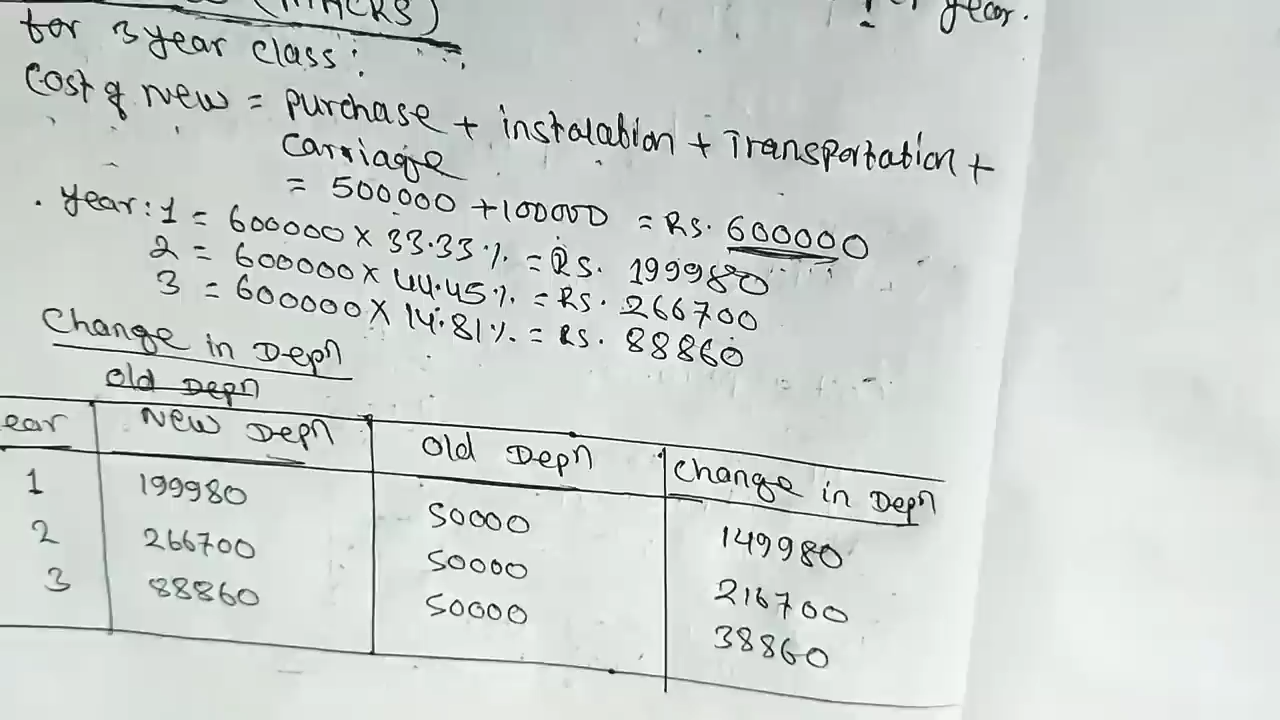 (MACRS)
year.
for 3 year class:
Cost of New = purchase + instalation + Transportation +
carriage
= 500000 + 100000 = Rs. 600000
year: 1 = 600000 × 33.33 % = Rs. 199980
2 = 600000 × 44.45 % = Rs. 266700
3 = 600000 × 14.81 % = Rs. 88860
Change in Depn
Old Depn
ear New Depn Old Depn Change in Depn
1 199980 50000 149980
2 266700 50000 216700
3 88860 50000 38860